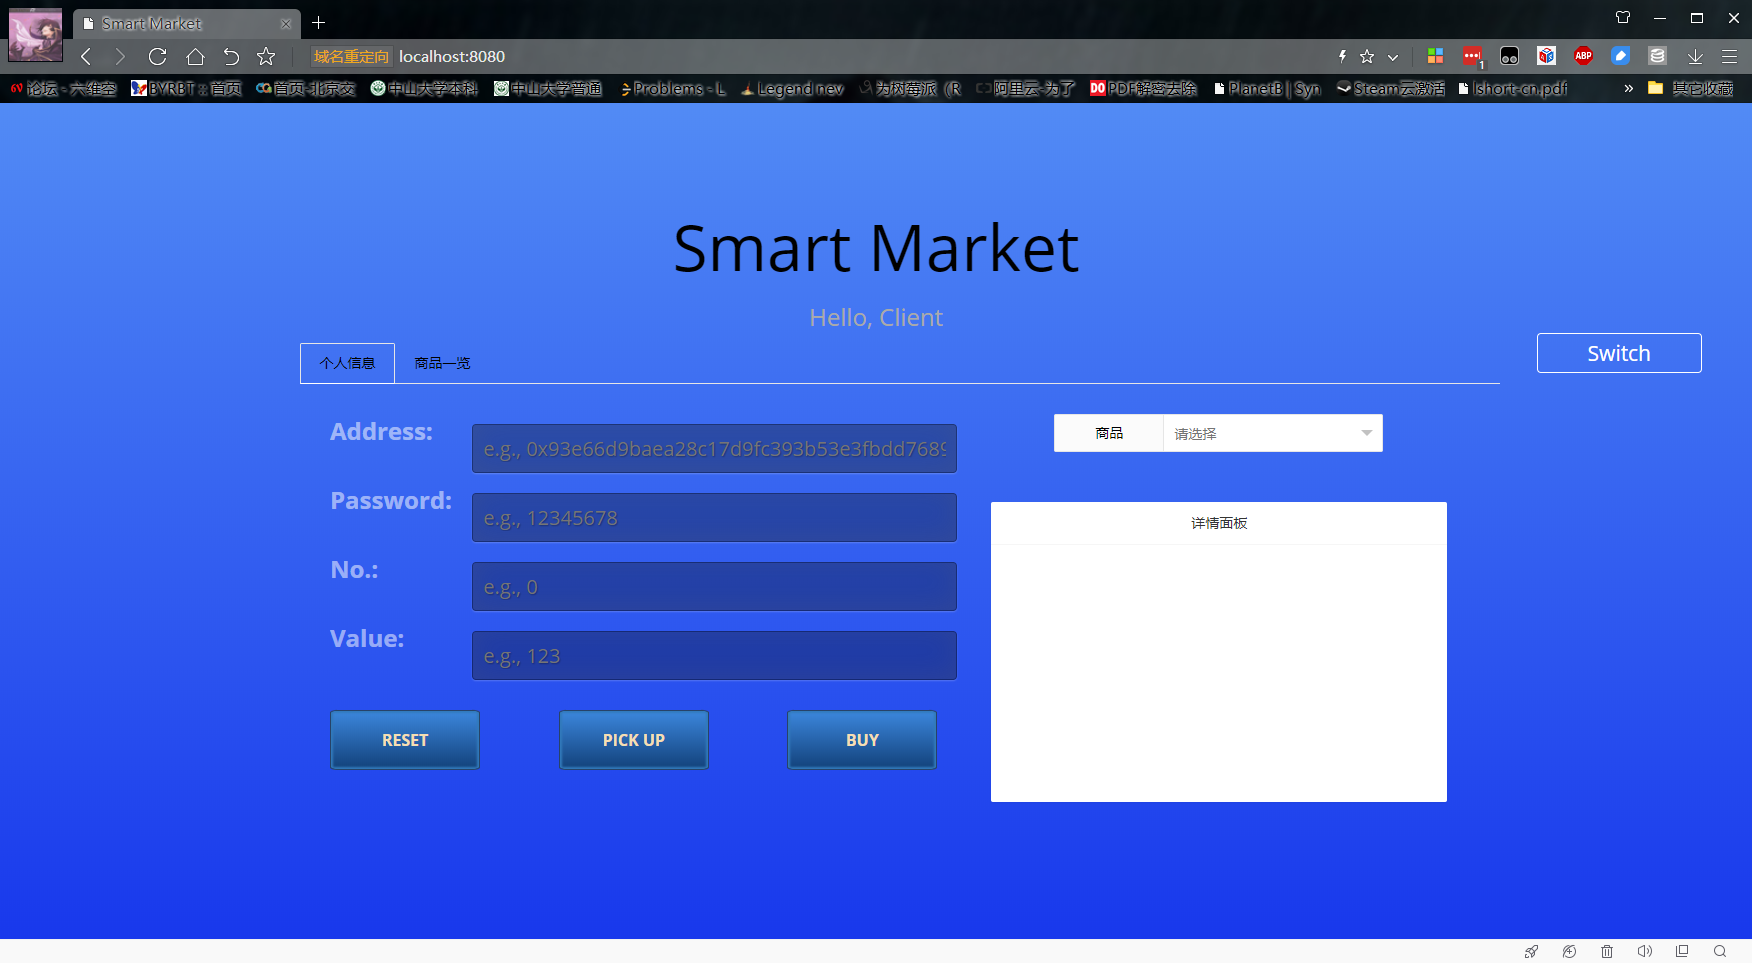 Smart Market
域名重定向 localhost:8080
论坛 - 六维空 BYRBT :: 首页 首页-北京交 中山大学本科 中山大学普通 Problems - L Legend nev 为树莓派（R 阿里云-为了 PDF解密去除 PlanetB | Syn Steam云激活 lshort-cn.pdf » 其它收藏
Smart Market
Hello, Client
个人信息 商品一览
Switch
Address: e.g., 0x93e66d9baea28c17d9fc393b53e3fbdd7689
商品 请选择
Password: e.g., 12345678
详情面板
No.: e.g., 0
Value: e.g., 123
RESET PICK UP BUY